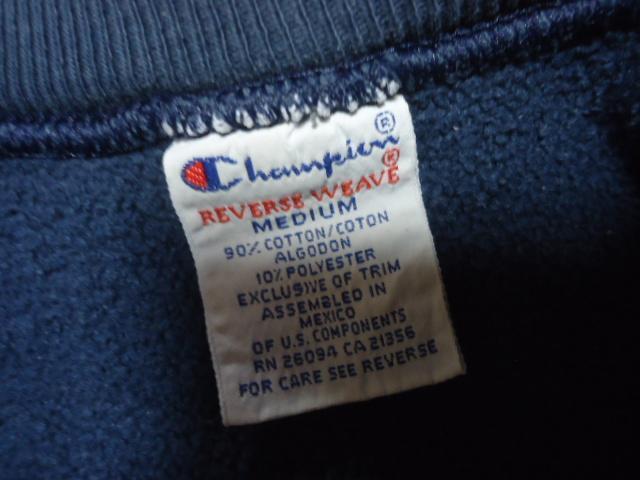 Champion®
REVERSE WEAVE®
MEDIUM
90% COTTON/COTON
ALGODON
10% POLYESTER
EXCLUSIVE OF TRIM
ASSEMBLED IN
MEXICO
OF U.S. COMPONENTS
RN 26094 CA 21356
FOR CARE SEE REVERSE